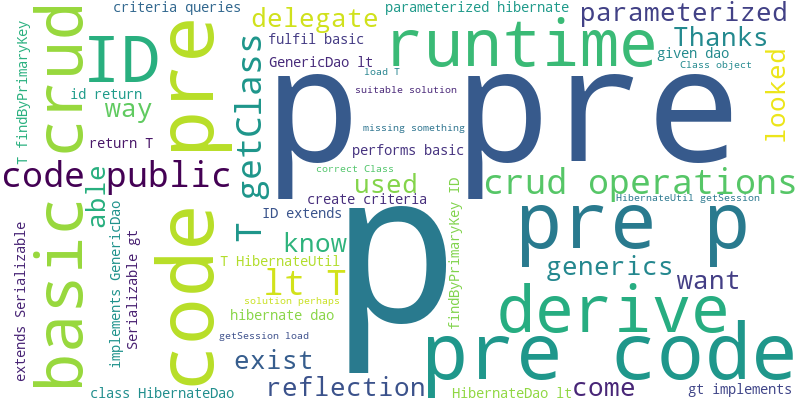 criteria queries
parameterized hibernate
parameterized
delegate
runtime
Thanks
fulfil basic
given dao
GenericDao lt
Class object
load T
T findByPrimaryKey
basic crud
ID
code pre
T getClass
p
p pre
looked
id return
way
suitable solution
missing something
return T
performs basic
code public
able
correct Class
used
crud operations
create criteria
HibernateUtil getSession
ID extends
pre p
know
findByPrimaryKey ID
extends Serializable
implements GenericDao
Serializable gt
T HibernateUtil
generics
lt T
want
solution perhaps
derive
hibernate dao
getSession load
exist
pre code
reflection
come
class HibernateDao
HibernateDao lt
gt implements